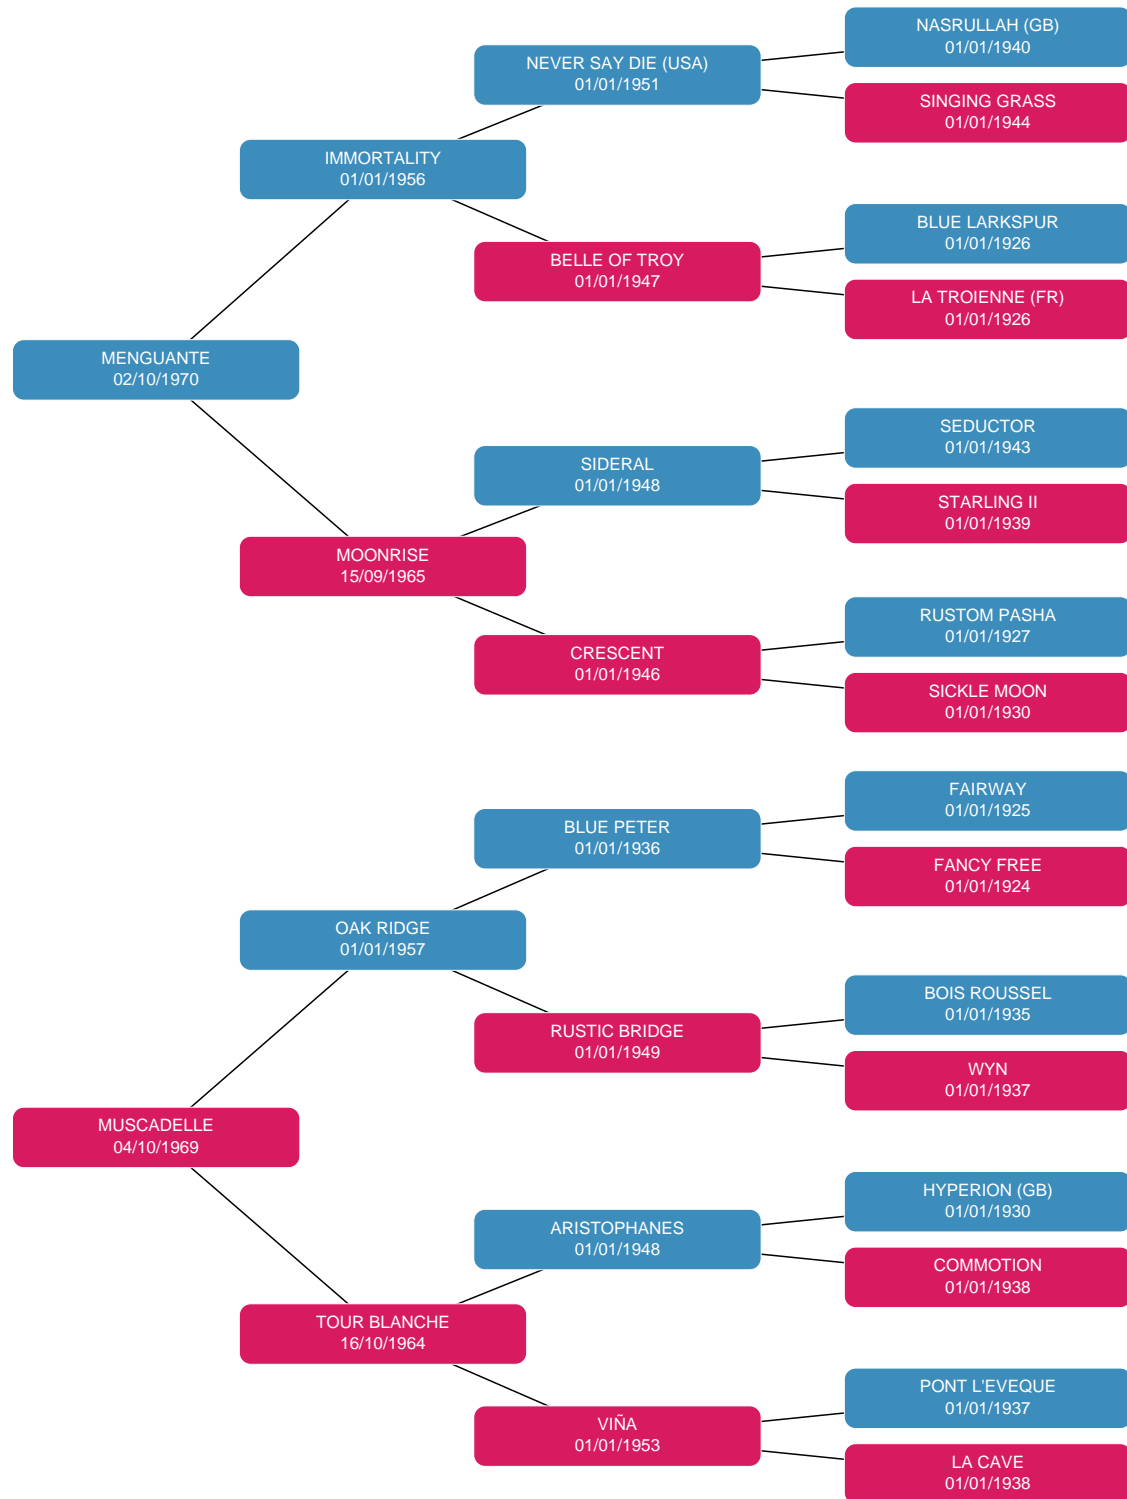 NASRULLAH (GB)
01/01/1940
NEVER SAY DIE (USA)
01/01/1951
SINGING GRASS
01/01/1944
IMMORTALITY
01/01/1956
BLUE LARKSPUR
01/01/1926
BELLE OF TROY
01/01/1947
LA TROIENNE (FR)
01/01/1926
MENGUANTE
02/10/1970
SEDUCTOR
01/01/1943
SIDERAL
01/01/1948
STARLING II
01/01/1939
MOONRISE
15/09/1965
RUSTOM PASHA
01/01/1927
CRESCENT
01/01/1946
SICKLE MOON
01/01/1930
FAIRWAY
01/01/1925
BLUE PETER
01/01/1936
FANCY FREE
01/01/1924
OAK RIDGE
01/01/1957
BOIS ROUSSEL
01/01/1935
RUSTIC BRIDGE
01/01/1949
WYN
01/01/1937
MUSCADELLE
04/10/1969
HYPERION (GB)
01/01/1930
ARISTOPHANES
01/01/1948
COMMOTION
01/01/1938
TOUR BLANCHE
16/10/1964
PONT L'EVEQUE
01/01/1937
VIÑA
01/01/1953
LA CAVE
01/01/1938